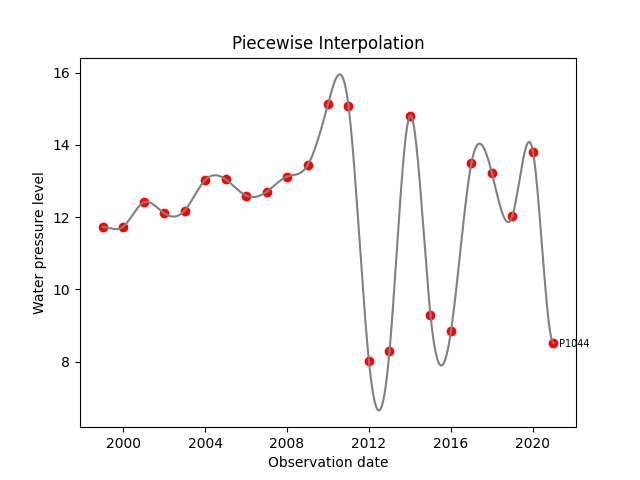 Piecewise Interpolation
16
14
12
10
8
Water pressure level
P1044
2000 2004 2008 2012 2016 2020
Observation date